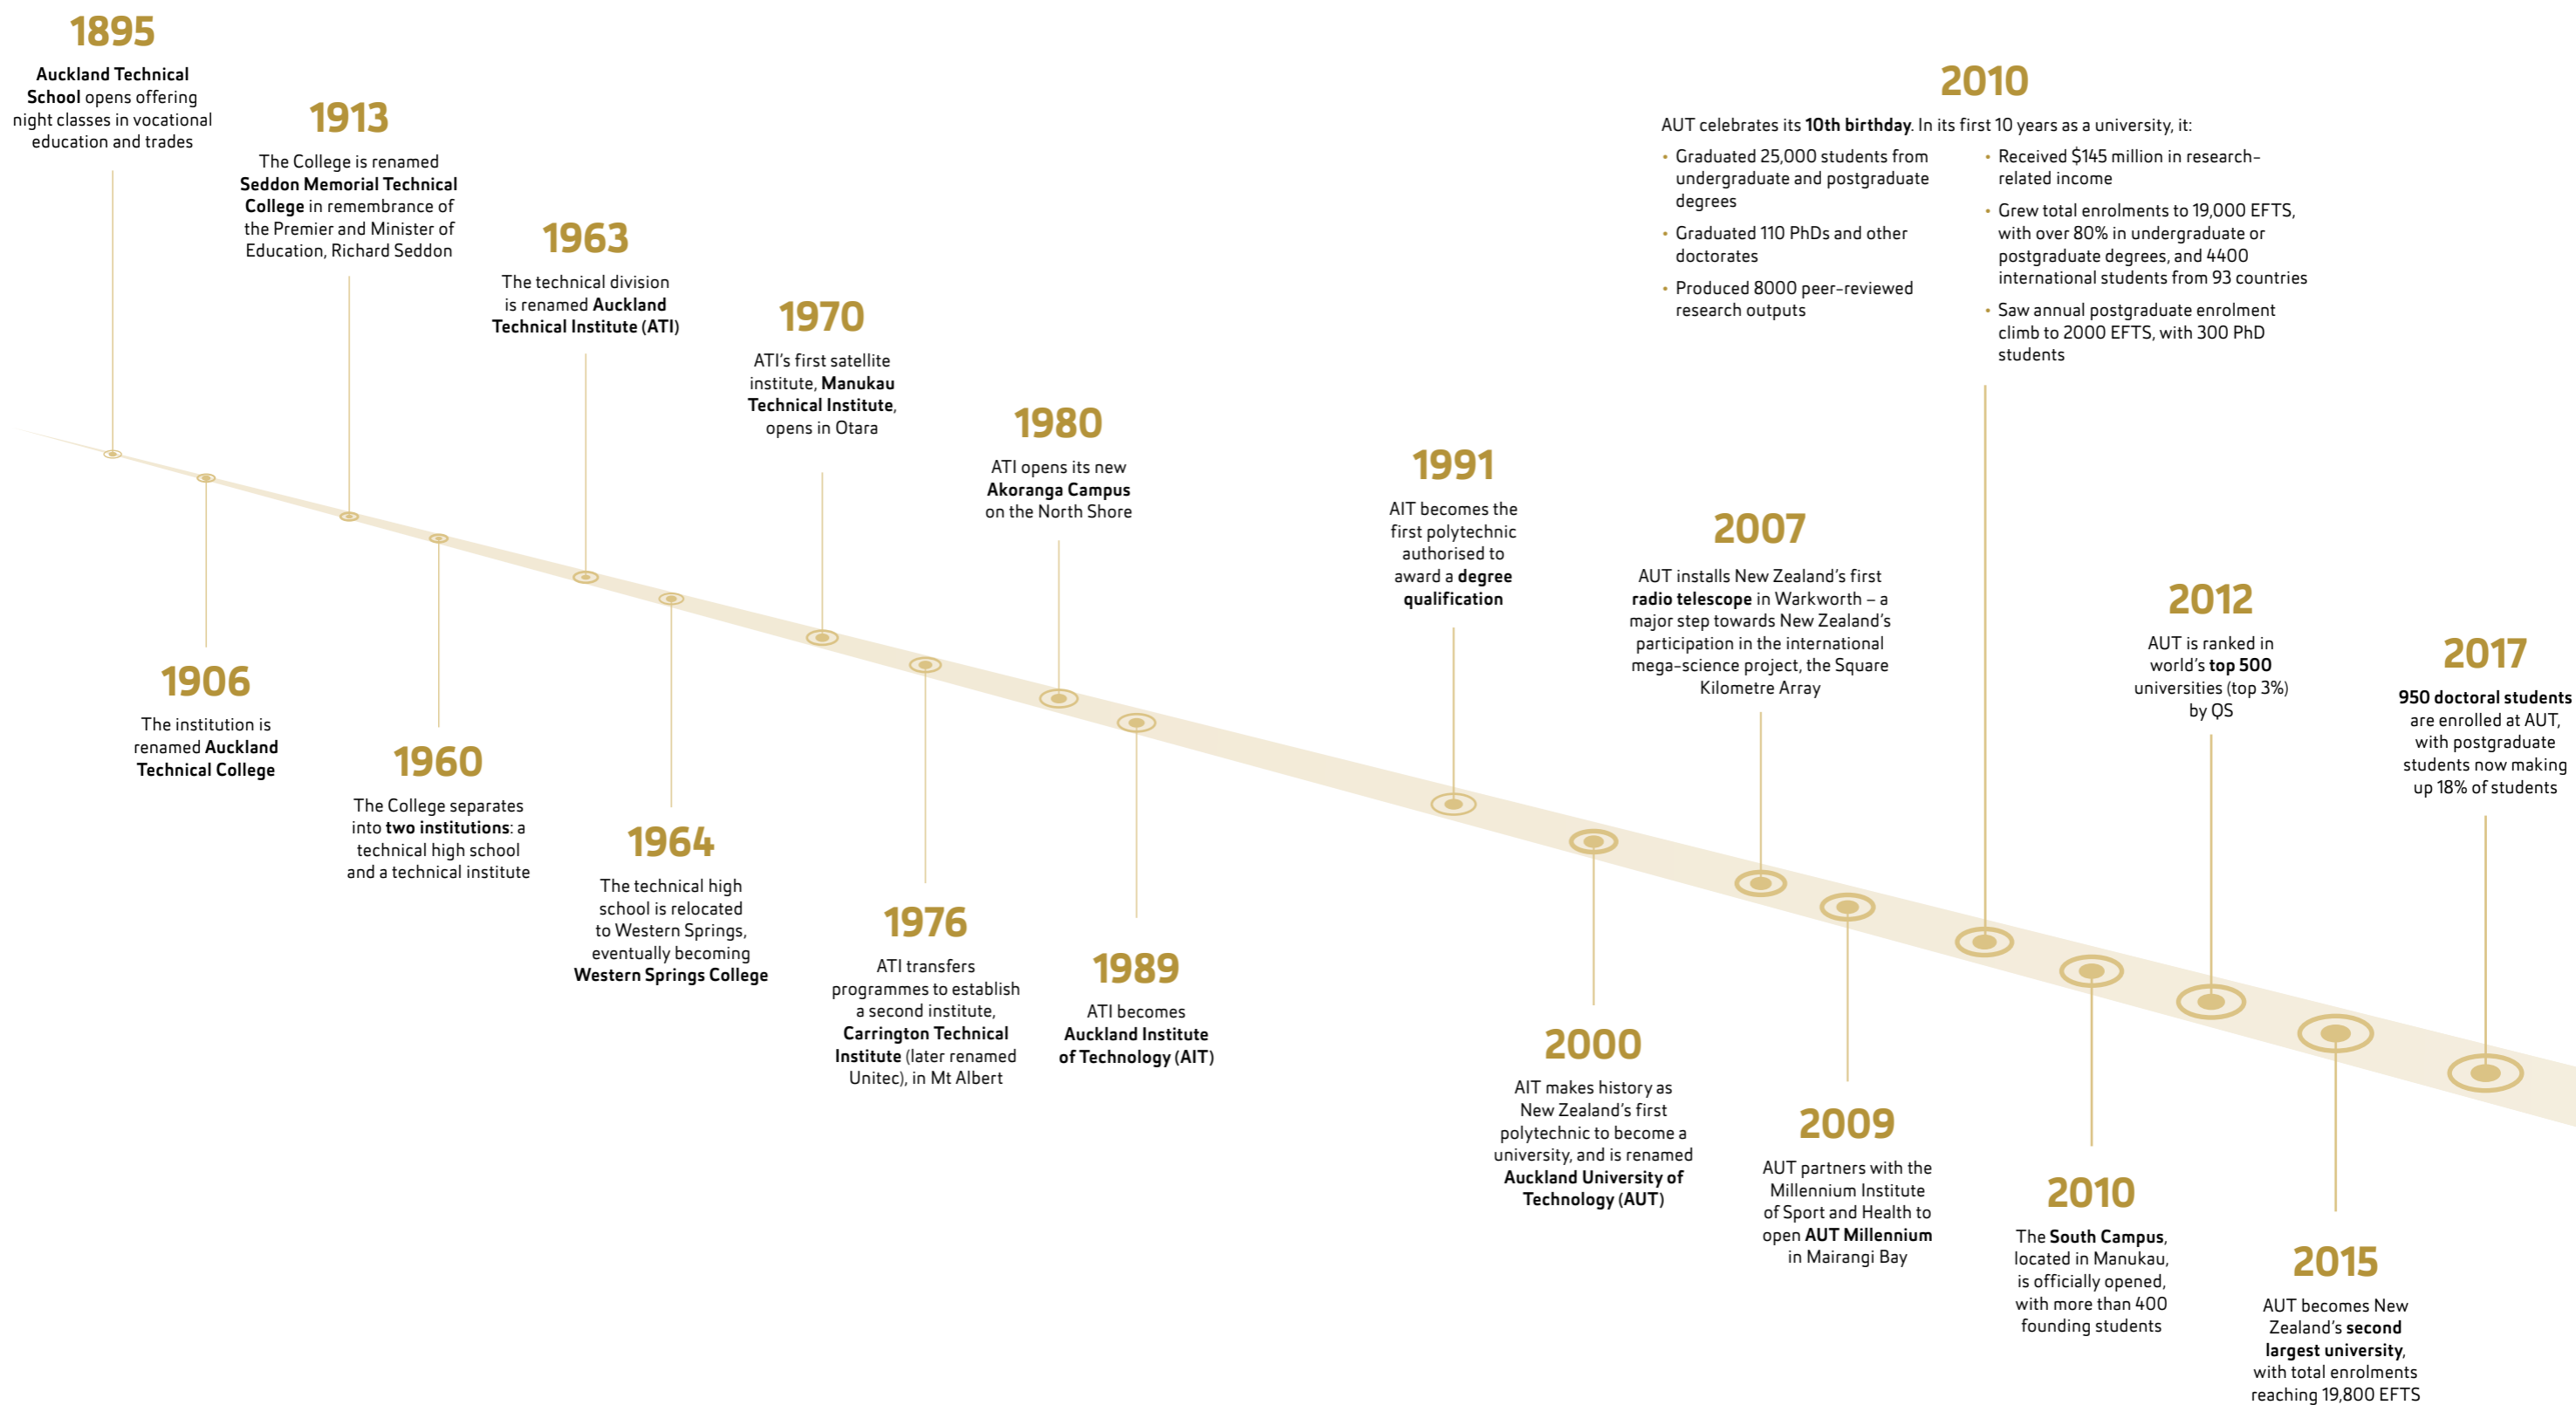 1895
Auckland Technical
School opens offering
night classes in vocational
education and trades
1906
The institution is
renamed Auckland
Technical College
1913
The College is renamed
Seddon Memorial Technical
College in remembrance of
the Premier and Minister of
Education, Richard Seddon
1960
The College separates
into two institutions: a
technical high school
and a technical institute
1963
The technical division
is renamed Auckland
Technical Institute (ATI)
1964
The technical high
school is relocated
to Western Springs,
eventually becoming
Western Springs College
1970
ATI's first satellite
institute, Manukau
Technical Institute,
opens in Otara
1976
ATI transfers
programmes to establish
a second institute,
Carrington Technical
Institute (later renamed
Unitec), in Mt Albert
1980
ATI opens its new
Akoranga Campus
on the North Shore
1989
ATI becomes
Auckland Institute
of Technology (AIT)
1991
AIT becomes the
first polytechnic
authorised to
award a degree
qualification
2000
AIT makes history as
New Zealand's first
polytechnic to become a
university, and is renamed
Auckland University of
Technology (AUT)
2007
AUT installs New Zealand's first
radio telescope in Warkworth – a
major step towards New Zealand's
participation in the international
mega-science project, the Square
Kilometre Array
2009
AUT partners with the
Millennium Institute
of Sport and Health to
open AUT Millennium
in Mairangi Bay
2010
AUT celebrates its 10th birthday. In its first 10 years as a university, it:
• Graduated 25,000 students from
undergraduate and postgraduate
degrees
• Graduated 110 PhDs and other
doctorates
• Produced 8000 peer-reviewed
research outputs
• Received $145 million in research-
related income
• Grew total enrolments to 19,000 EFTS,
with over 80% in undergraduate or
postgraduate degrees, and 4400
international students from 93 countries
• Saw annual postgraduate enrolment
climb to 2000 EFTS, with 300 PhD
students
2010
The South Campus,
located in Manukau,
is officially opened,
with more than 400
founding students
2012
AUT is ranked in
world's top 500
universities (top 3%)
by QS
2015
AUT becomes New
Zealand's second
largest university,
with total enrolments
reaching 19,800 EFTS
2017
950 doctoral students
are enrolled at AUT,
with postgraduate
students now making
up 18% of students